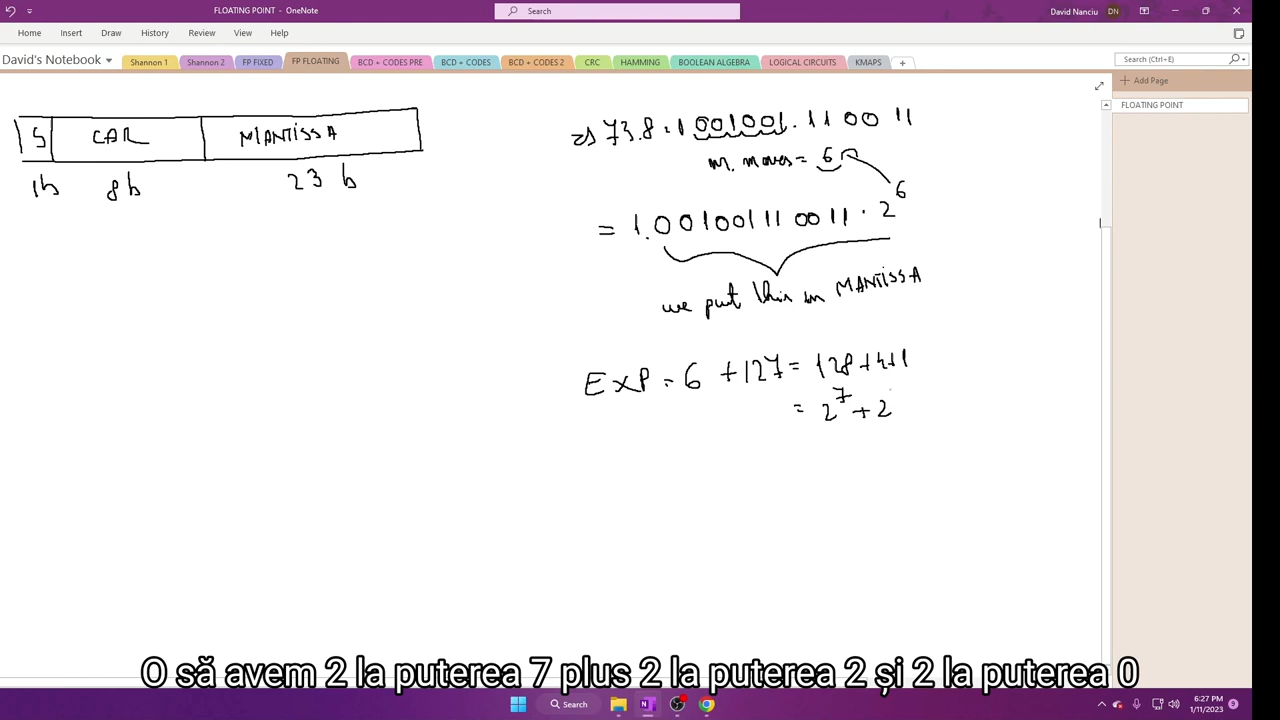 FLOATING POINT - OneNote
Search
David Nanciu DN
Home Insert Draw History Review View Help
David's Notebook
Shannon 1 Shannon 2 FP FIXED FP FLOATING BCD + CODES PRE BCD + CODES BCD + CODES 2 CRC HAMMING BOOLEAN ALGEBRA LOGICAL CIRCUITS KMAPS
Search (Ctrl+E)
Add Page
FLOATING POINT
S CAR MANTISSA
1b 8b 23 b
=> 73.8 = 1001001.110011
nr. moves = 6
= 1.001001110011 · 2^6
we put this in MANTISSA
EXP = 6 + 127 = 128+4+1
= 2^7 + 2
O să avem 2 la puterea 7 plus 2 la puterea 2 și 2 la puterea 0
Search
6:27 PM
1/11/2023